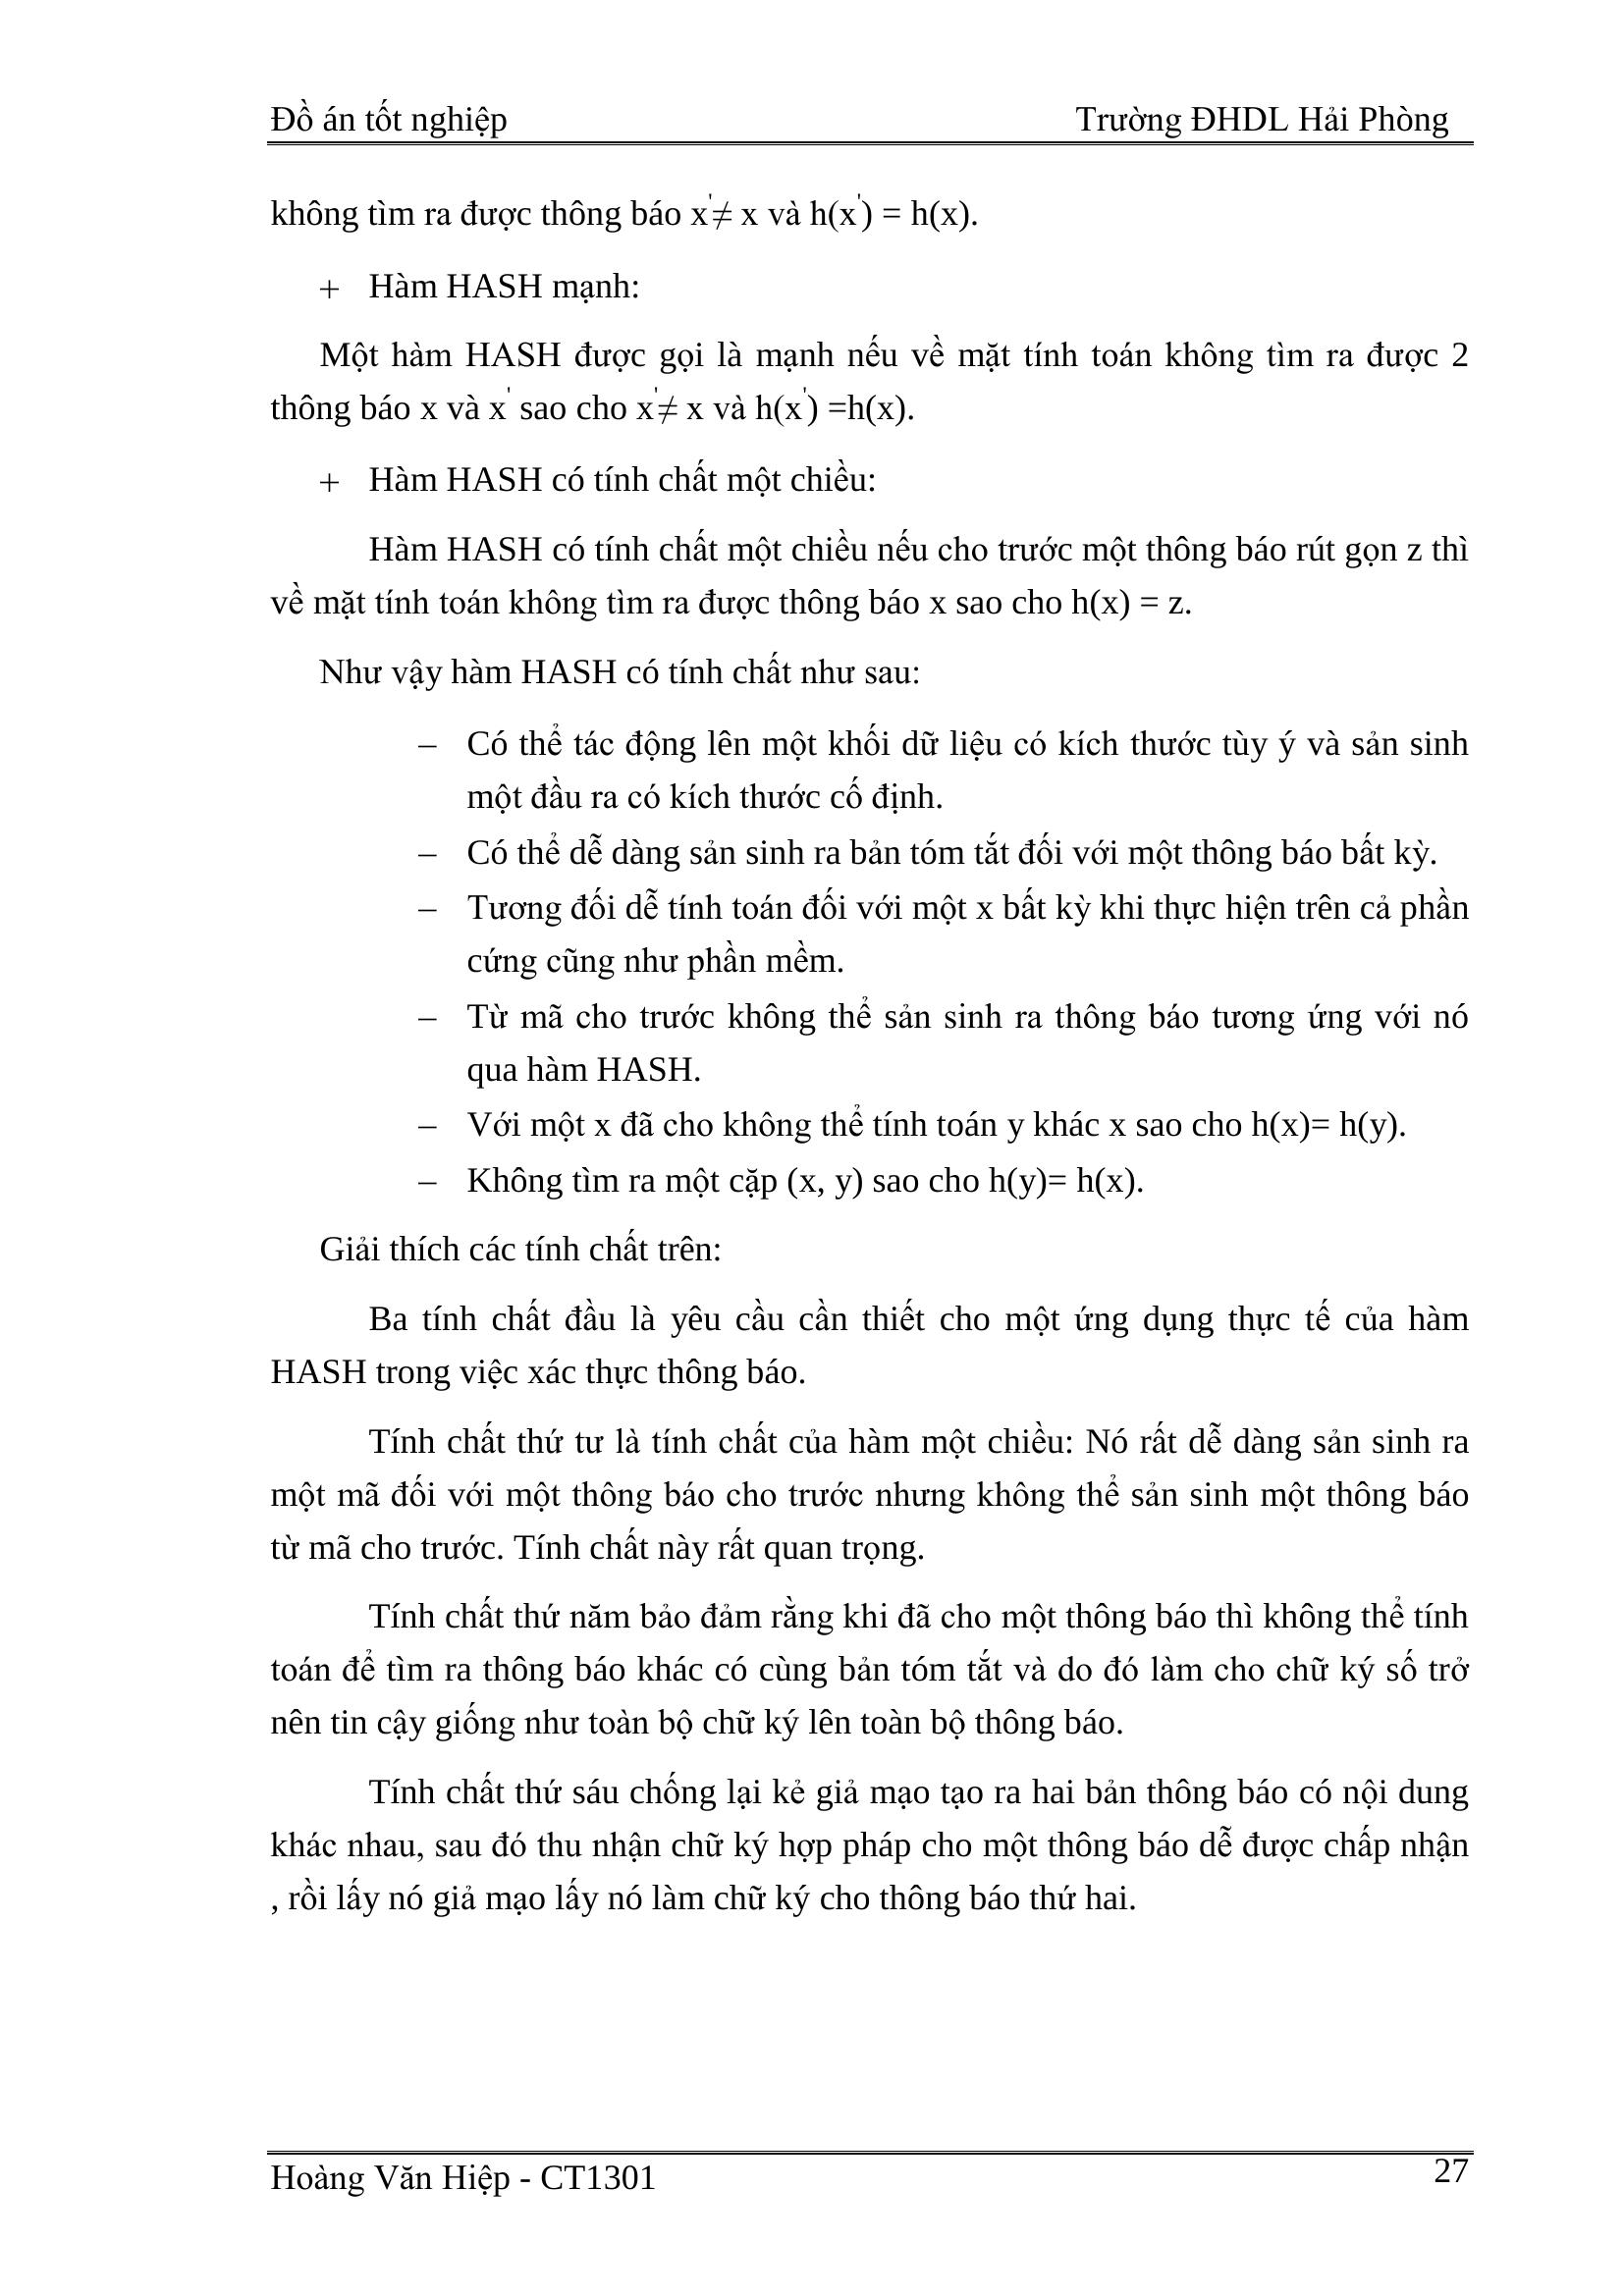 Đồ án tốt nghiệp Trường ĐHDL Hải Phòng
không tìm ra được thông báo x'≠ x và h(x') = h(x).
+ Hàm HASH mạnh:
Một hàm HASH được gọi là mạnh nếu về mặt tính toán không tìm ra được 2
thông báo x và x' sao cho x'≠ x và h(x') =h(x).
+ Hàm HASH có tính chất một chiều:
Hàm HASH có tính chất một chiều nếu cho trước một thông báo rút gọn z thì
về mặt tính toán không tìm ra được thông báo x sao cho h(x) = z.
Như vậy hàm HASH có tính chất như sau:
– Có thể tác động lên một khối dữ liệu có kích thước tùy ý và sản sinh
một đầu ra có kích thước cố định.
– Có thể dễ dàng sản sinh ra bản tóm tắt đối với một thông báo bất kỳ.
– Tương đối dễ tính toán đối với một x bất kỳ khi thực hiện trên cả phần
cứng cũng như phần mềm.
– Từ mã cho trước không thể sản sinh ra thông báo tương ứng với nó
qua hàm HASH.
– Với một x đã cho không thể tính toán y khác x sao cho h(x)= h(y).
– Không tìm ra một cặp (x, y) sao cho h(y)= h(x).
Giải thích các tính chất trên:
Ba tính chất đầu là yêu cầu cần thiết cho một ứng dụng thực tế của hàm
HASH trong việc xác thực thông báo.
Tính chất thứ tư là tính chất của hàm một chiều: Nó rất dễ dàng sản sinh ra
một mã đối với một thông báo cho trước nhưng không thể sản sinh một thông báo
từ mã cho trước. Tính chất này rất quan trọng.
Tính chất thứ năm bảo đảm rằng khi đã cho một thông báo thì không thể tính
toán để tìm ra thông báo khác có cùng bản tóm tắt và do đó làm cho chữ ký số trở
nên tin cậy giống như toàn bộ chữ ký lên toàn bộ thông báo.
Tính chất thứ sáu chống lại kẻ giả mạo tạo ra hai bản thông báo có nội dung
khác nhau, sau đó thu nhận chữ ký hợp pháp cho một thông báo dễ được chấp nhận
, rồi lấy nó giả mạo lấy nó làm chữ ký cho thông báo thứ hai.
Hoàng Văn Hiệp - CT1301 27